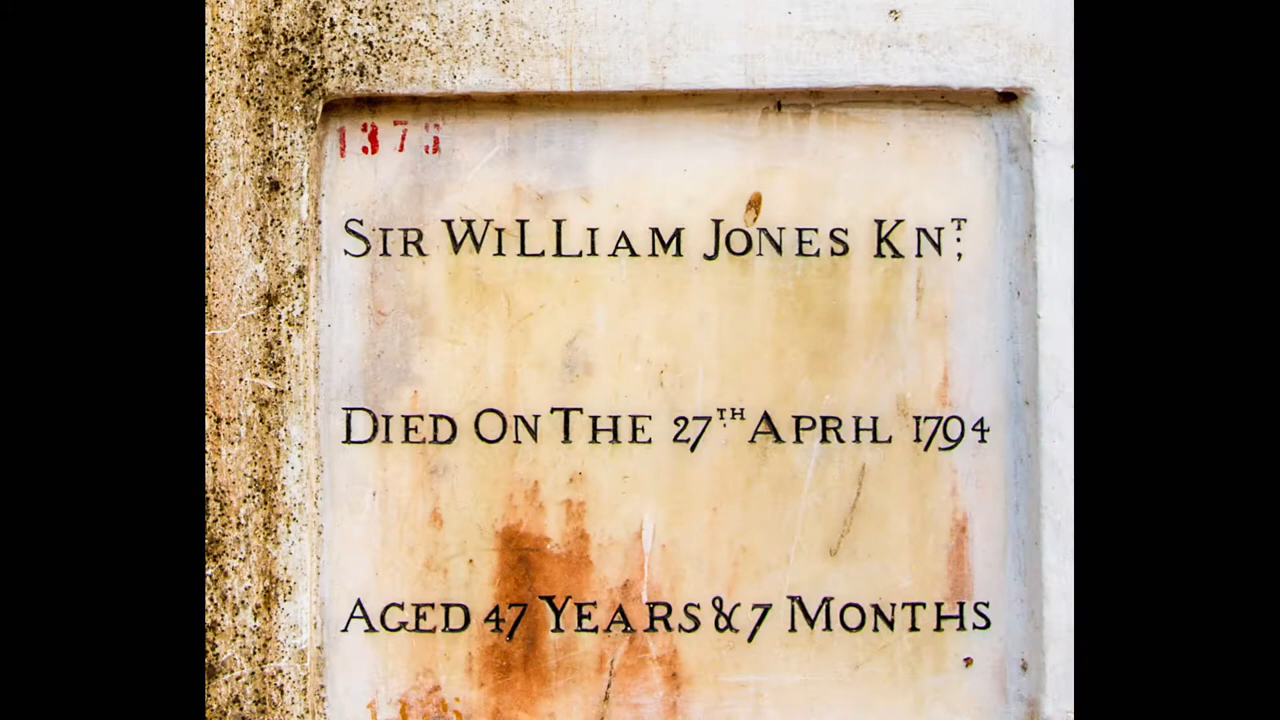 1373
SIR WILLIAM JONES KNT;
DIED ON THE 27TH APRIL 1794
AGED 47 YEARS & 7 MONTHS